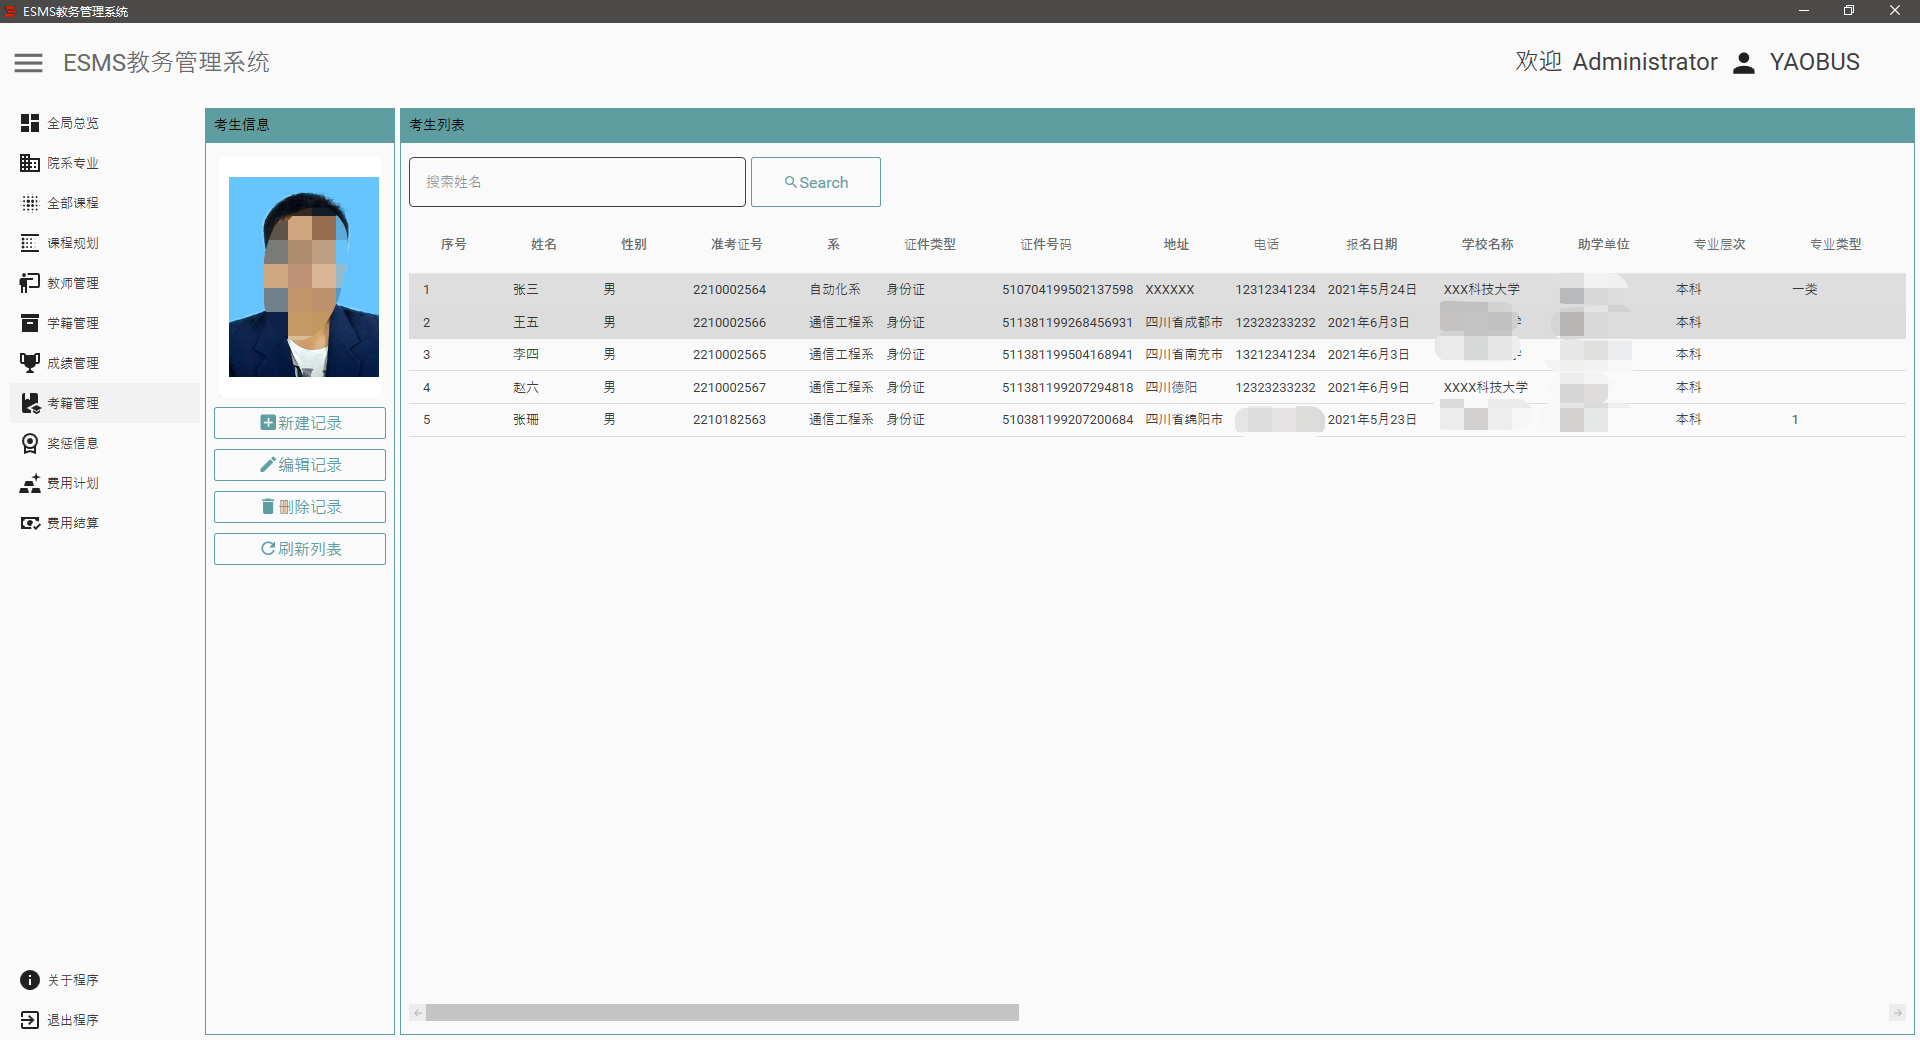 ESMS教务管理系统
ESMS教务管理系统
欢迎 Administrator YAOBUS
全局总览
院系专业
全部课程
课程规划
教师管理
学籍管理
成绩管理
考籍管理
奖惩信息
费用计划
费用结算
关于程序
退出程序
考生信息
新建记录
编辑记录
删除记录
刷新列表
考生列表
搜索姓名 Search
序号 姓名 性别 准考证号 系 证件类型 证件号码 地址 电话 报名日期 学校名称 助学单位 专业层次 专业类型
1 张三 男 2210002564 自动化系 身份证 510704199502137598 XXXXXX 12312341234 2021年5月24日 XXX科技大学 本科 一类
2 王五 男 2210002566 通信工程系 身份证 511381199268456931 四川省成都市 12323233232 2021年6月3日 本科
3 李四 男 2210002565 通信工程系 身份证 511381199504168941 四川省南充市 13212341234 2021年6月3日 本科
4 赵六 男 2210002567 通信工程系 身份证 511381199207294818 四川德阳 12323233232 2021年6月9日 XXXX科技大学 本科
5 张珊 男 2210182563 通信工程系 身份证 510381199207200684 四川省绵阳市 2021年5月23日 本科 1